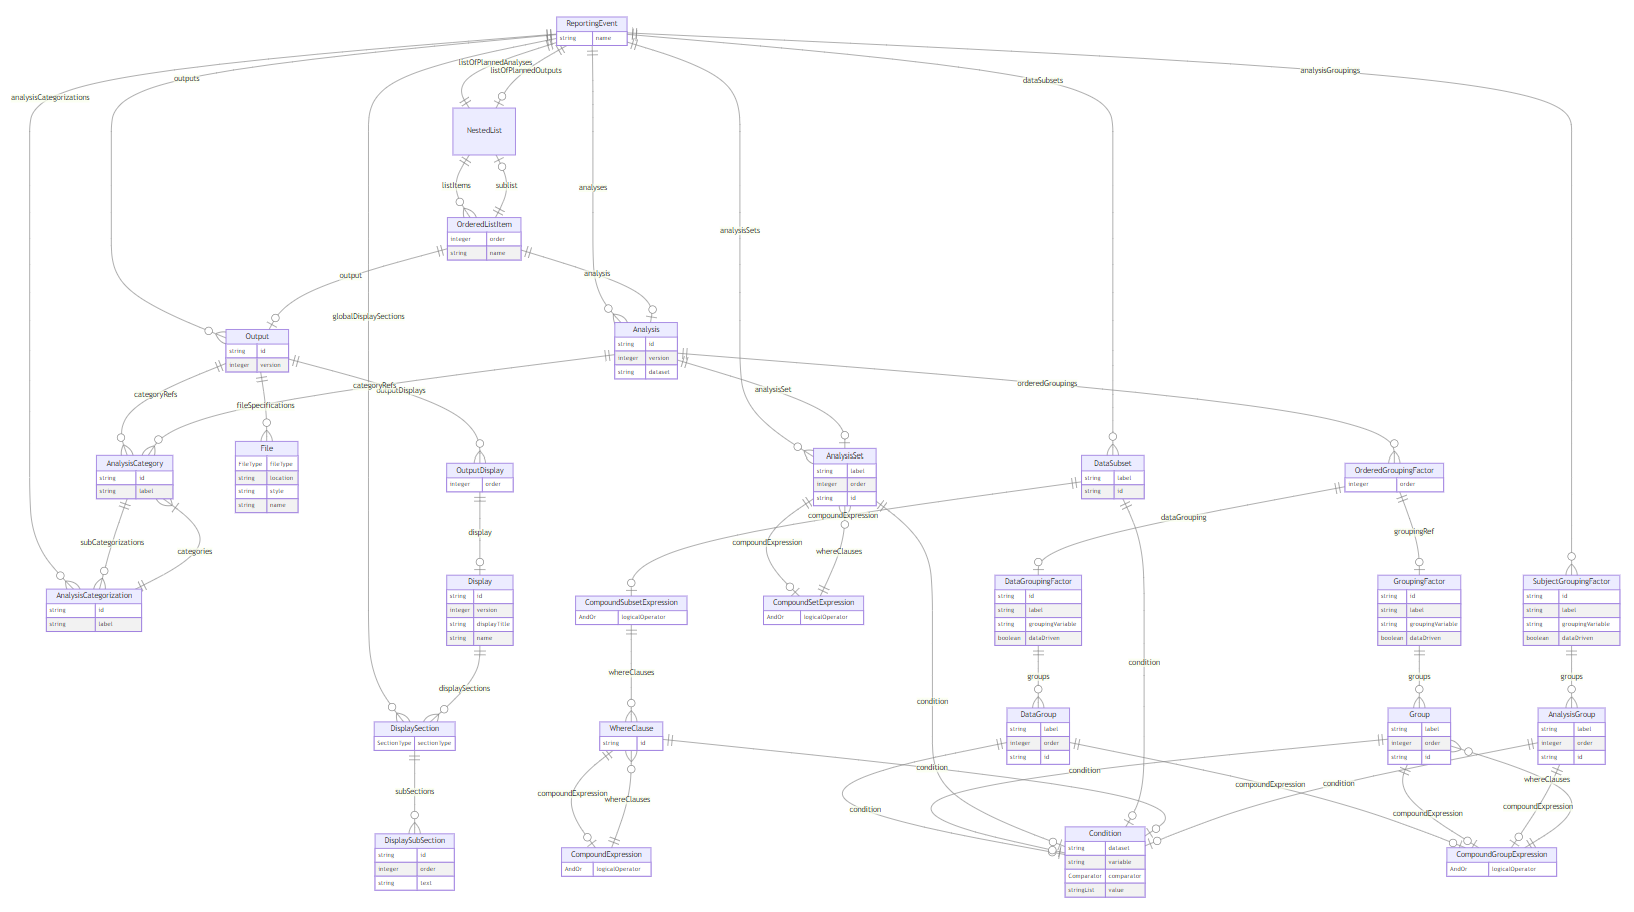 ReportingEvent
string name
listOfPlannedAnalyses
listOfPlannedOutputs
analysisGroupings
outputs
dataSubsets
analysisCategorizations
NestedList
listItems
sublist
analyses
OrderedListItem
integer order
string name
analysisSets
output
analysis
globalDisplaySections
Output
string id
integer version
Analysis
string id
integer version
string dataset
categoryRefs
outputDisplays
categoryRefs
analysisSet
orderedGroupings
fileSpecifications
AnalysisCategory
string id
string label
File
FileType fileType
string location
string style
string name
OutputDisplay
integer order
AnalysisSet
string label
integer order
string id
DataSubset
string label
string id
OrderedGroupingFactor
integer order
compoundExpression
dataGrouping
groupingRef
subCategorizations
categories
display
compoundExpression
whereClauses
AnalysisCategorization
string id
string label
Display
string id
integer version
string displayTitle
string name
CompoundSubsetExpression
AndOr logicalOperator
CompoundSetExpression
AndOr logicalOperator
DataGroupingFactor
string id
string label
string groupingVariable
boolean dataDriven
GroupingFactor
string id
string label
string groupingVariable
boolean dataDriven
SubjectGroupingFactor
string id
string label
string groupingVariable
boolean dataDriven
condition
displaySections
whereClauses
groups
groups
groups
condition
DisplaySection
SectionType sectionType
WhereClause
string id
DataGroup
string label
integer order
string id
Group
string label
integer order
string id
AnalysisGroup
string label
integer order
string id
subSections
compoundExpression
whereClauses
condition
condition
condition
compoundExpression
condition
whereClauses
compoundExpression
compoundExpression
DisplaySubSection
string id
integer order
string text
CompoundExpression
AndOr logicalOperator
Condition
string dataset
string variable
Comparator comparator
stringList value
CompoundGroupExpression
AndOr logicalOperator